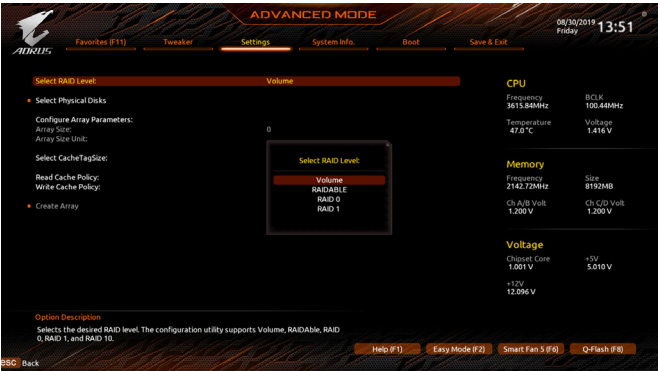 ADVANCED MODE
08/30/2019 13:51
Friday
AORUS
Favorites (F11) Tweaker Settings System Info. Boot Save & Exit
Select RAID Level: Volume
Select Physical Disks
Configure Array Parameters:
Array Size: 0
Array Size Unit:
Select CacheTagSize:
Read Cache Policy:
Write Cache Policy:
Create Array
Select RAID Level:
Volume
RAIDABLE
RAID 0
RAID 1
CPU
Frequency BCLK
3615.84MHz 100.44MHz
Temperature Voltage
47.0 °C 1.416 V
Memory
Frequency Size
2142.72MHz 8192MB
Ch A/B Volt Ch C/D Volt
1.200 V 1.200 V
Voltage
Chipset Core +5V
1.001 V 5.010 V
+12V
12.096 V
Option Description
Selects the desired RAID level. The configuration utility supports Volume, RAIDAble, RAID
0, RAID 1, and RAID 10.
Help (F1) Easy Mode (F2) Smart Fan 5 (F6) Q-Flash (F8)
esc Back